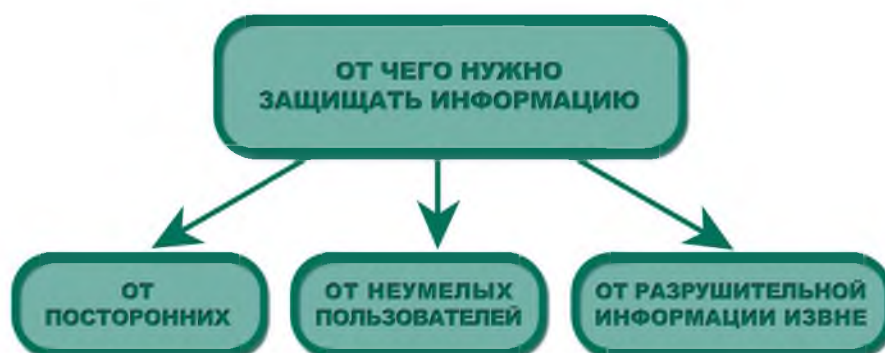 ОТ ЧЕГО НУЖНО
ЗАЩИЩАТЬ ИНФОРМАЦИЮ
ОТ
ПОСТОРОННИХ
ОТ НЕУМЕЛЫХ
ПОЛЬЗОВАТЕЛЕЙ
ОТ РАЗРУШИТЕЛЬНОЙ
ИНФОРМАЦИИ ИЗВНЕ